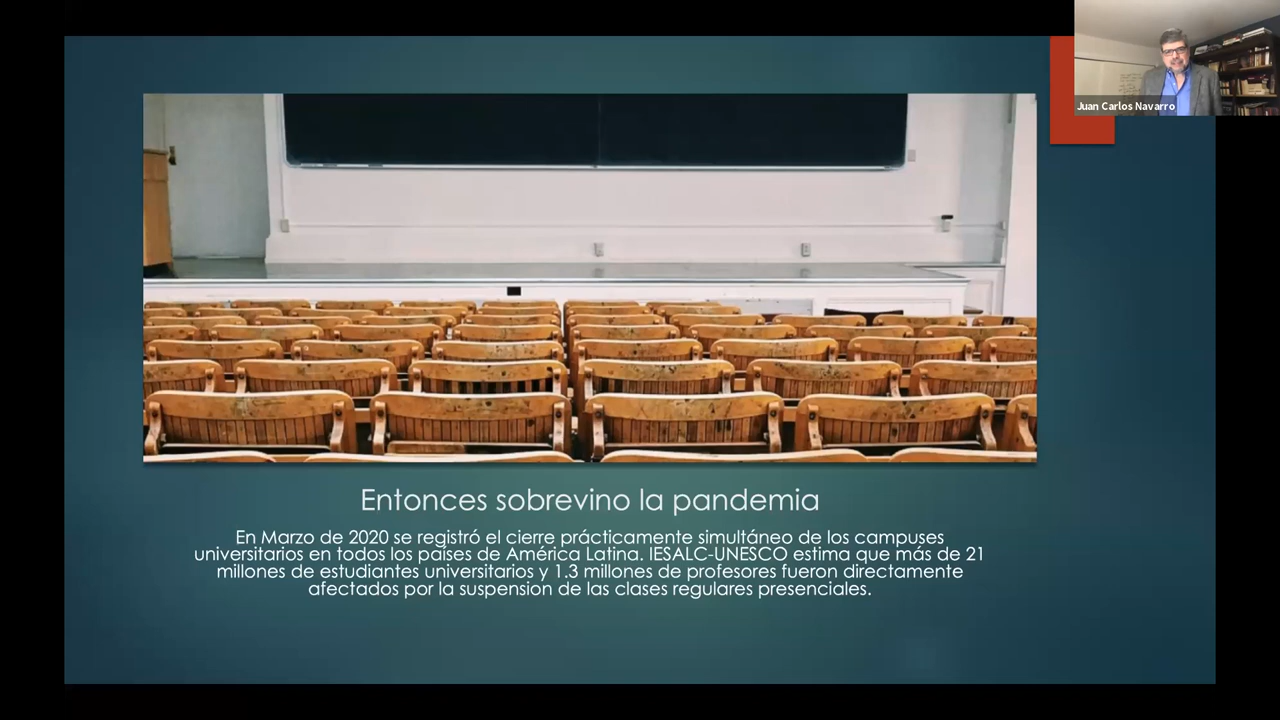 Juan Carlos Navarro
Entonces sobrevino la pandemia
En Marzo de 2020 se registró el cierre prácticamente simultáneo de los campuses
universitarios en todos los países de América Latina. IESALC-UNESCO estima que más de 21
millones de estudiantes universitarios y 1.3 millones de profesores fueron directamente
afectados por la suspension de las clases regulares presenciales.